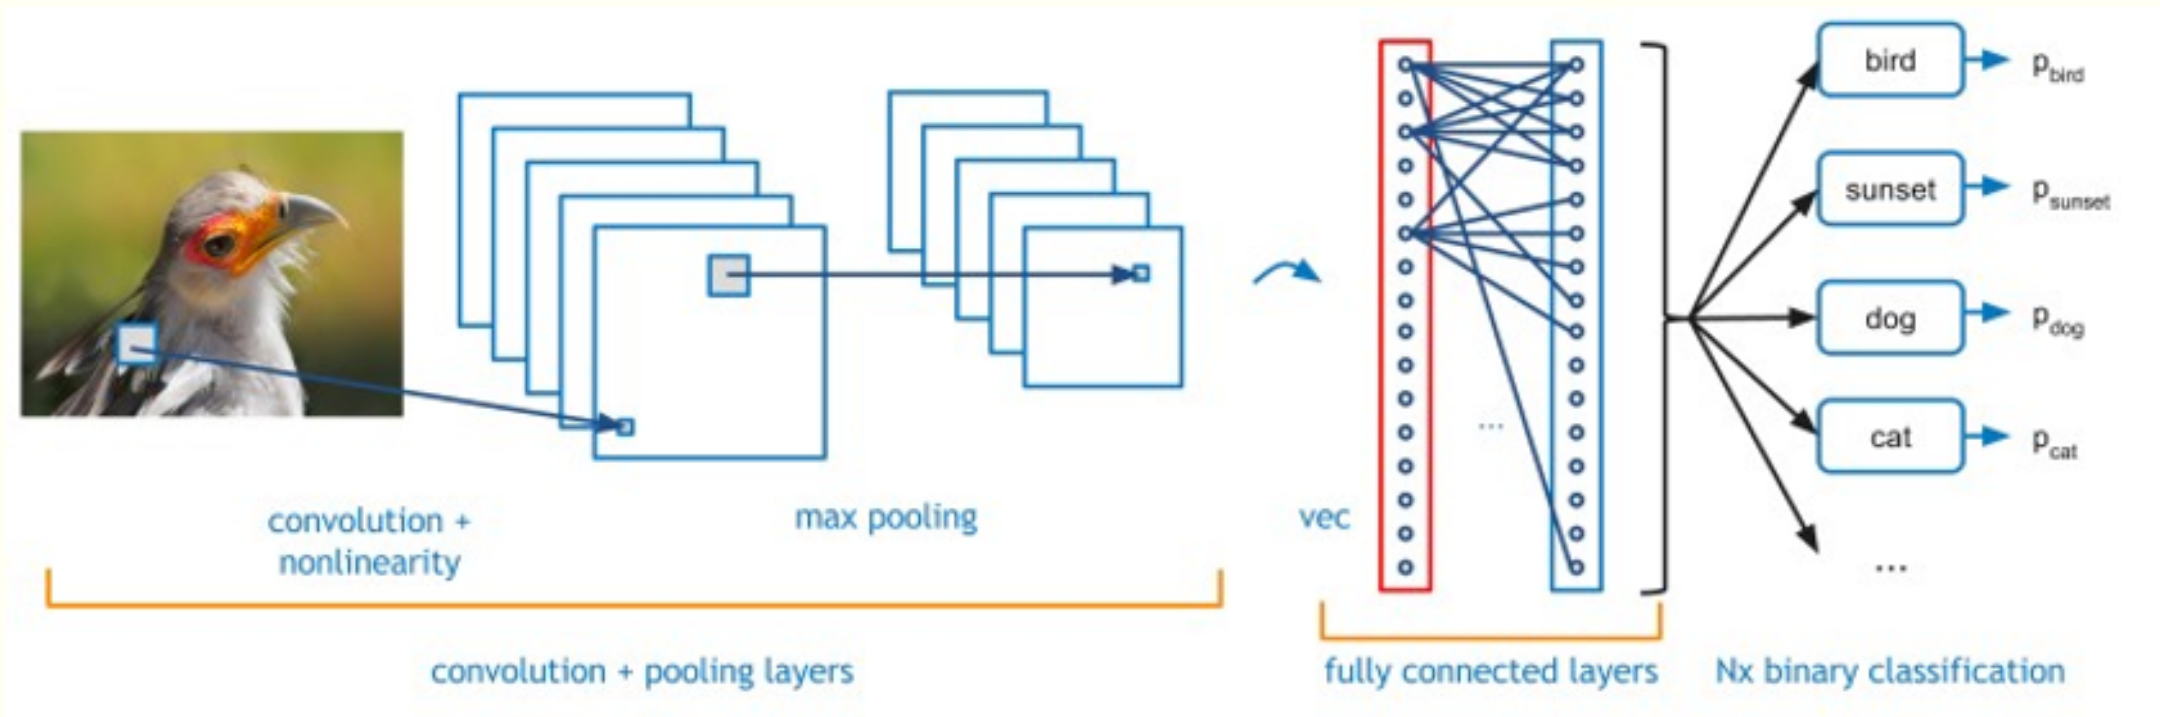 convolution +
nonlinearity
max pooling
vec
...
convolution + pooling layers
fully connected layers
Nx binary classification
bird
p_bird
sunset
p_sunset
dog
p_dog
cat
p_cat
...